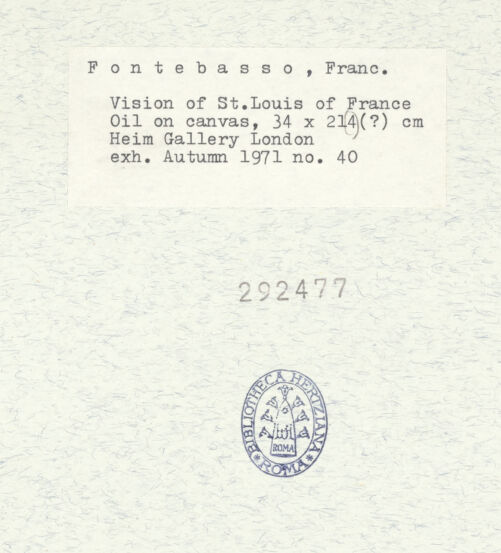 F o n t e b a s s o , Franc.
Vision of St.Louis of France
Oil on canvas, 34 x 214(?) cm
Heim Gallery London
exh. Autumn 1971 no. 40
292477
BIBLIOTHECA HERTZIANA
ROMA
* ROMA *